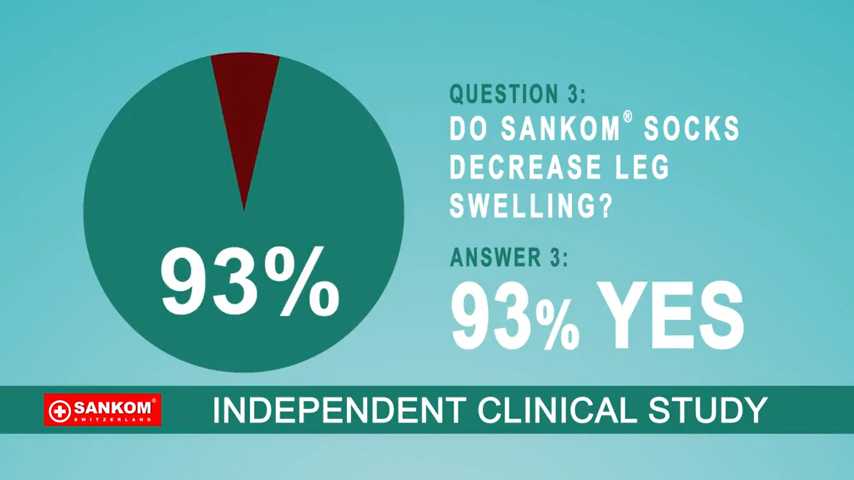 93%
QUESTION 3:
DO SANKOM® SOCKS
DECREASE LEG
SWELLING?
ANSWER 3:
93% YES
SANKOM®
SWITZERLAND
INDEPENDENT CLINICAL STUDY